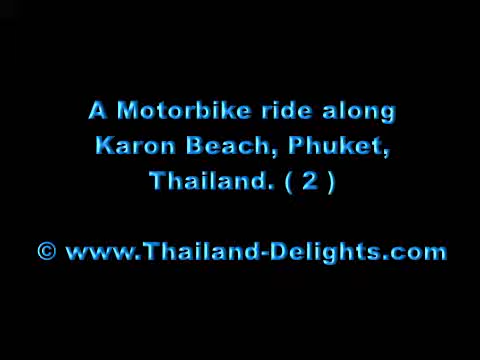 A Motorbike ride along
Karon Beach, Phuket,
Thailand. ( 2 )
© www.Thailand-Delights.com